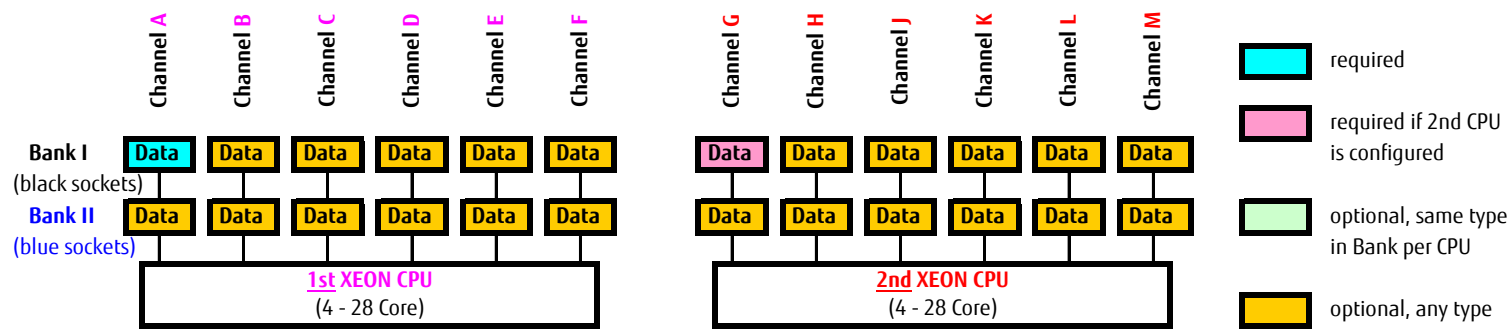 Channel A
Channel B
Channel C
Channel D
Channel E
Channel F
Channel G
Channel H
Channel J
Channel K
Channel L
Channel M
Bank I
(black sockets)
Data
Data
Data
Data
Data
Data
Data
Data
Data
Data
Data
Data
Bank II
(blue sockets)
Data
Data
Data
Data
Data
Data
Data
Data
Data
Data
Data
Data
1st XEON CPU
(4 - 28 Core)
2nd XEON CPU
(4 - 28 Core)
required
required if 2nd CPU
is configured
optional, same type
in Bank per CPU
optional, any type